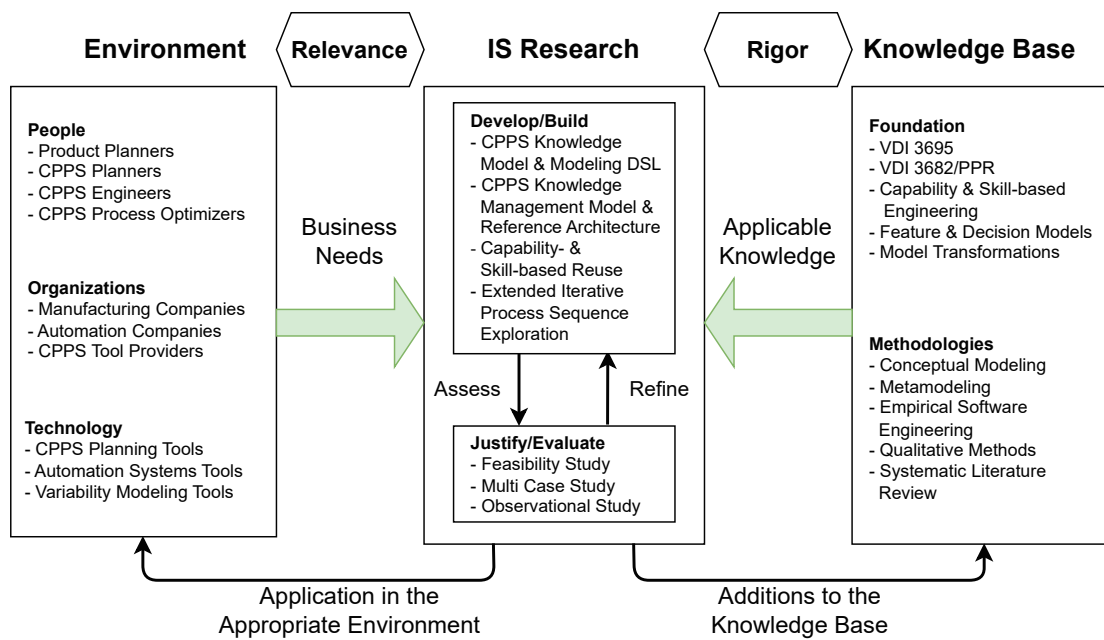 Environment
Relevance
IS Research
Rigor
Knowledge Base
People
- Product Planners
- CPPS Planners
- CPPS Engineers
- CPPS Process Optimizers
Organizations
- Manufacturing Companies
- Automation Companies
- CPPS Tool Providers
Technology
- CPPS Planning Tools
- Automation Systems Tools
- Variability Modeling Tools
Business
Needs
Develop/Build
- CPPS Knowledge
Model & Modeling DSL
- CPPS Knowledge
Management Model &
Reference Architecture
- Capability- &
Skill-based Reuse
- Extended Iterative
Process Sequence
Exploration
Assess
Refine
Justify/Evaluate
- Feasibility Study
- Multi Case Study
- Observational Study
Applicable
Knowledge
Foundation
- VDI 3695
- VDI 3682/PPR
- Capability & Skill-based
Engineering
- Feature & Decision Models
- Model Transformations
Methodologies
- Conceptual Modeling
- Metamodeling
- Empirical Software
Engineering
- Qualitative Methods
- Systematic Literature
Review
Application in the
Appropriate Environment
Additions to the
Knowledge Base